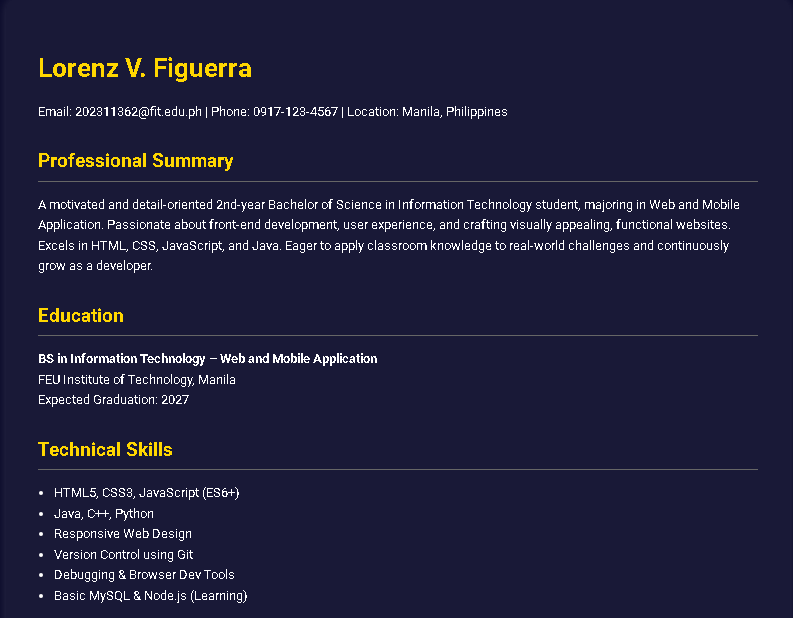 Lorenz V. Figuerra
Email: 202311362@fit.edu.ph | Phone: 0917-123-4567 | Location: Manila, Philippines
Professional Summary
A motivated and detail-oriented 2nd-year Bachelor of Science in Information Technology student, majoring in Web and Mobile
Application. Passionate about front-end development, user experience, and crafting visually appealing, functional websites.
Excels in HTML, CSS, JavaScript, and Java. Eager to apply classroom knowledge to real-world challenges and continuously
grow as a developer.
Education
BS in Information Technology – Web and Mobile Application
FEU Institute of Technology, Manila
Expected Graduation: 2027
Technical Skills
• HTML5, CSS3, JavaScript (ES6+)
• Java, C++, Python
• Responsive Web Design
• Version Control using Git
• Debugging & Browser Dev Tools
• Basic MySQL & Node.js (Learning)